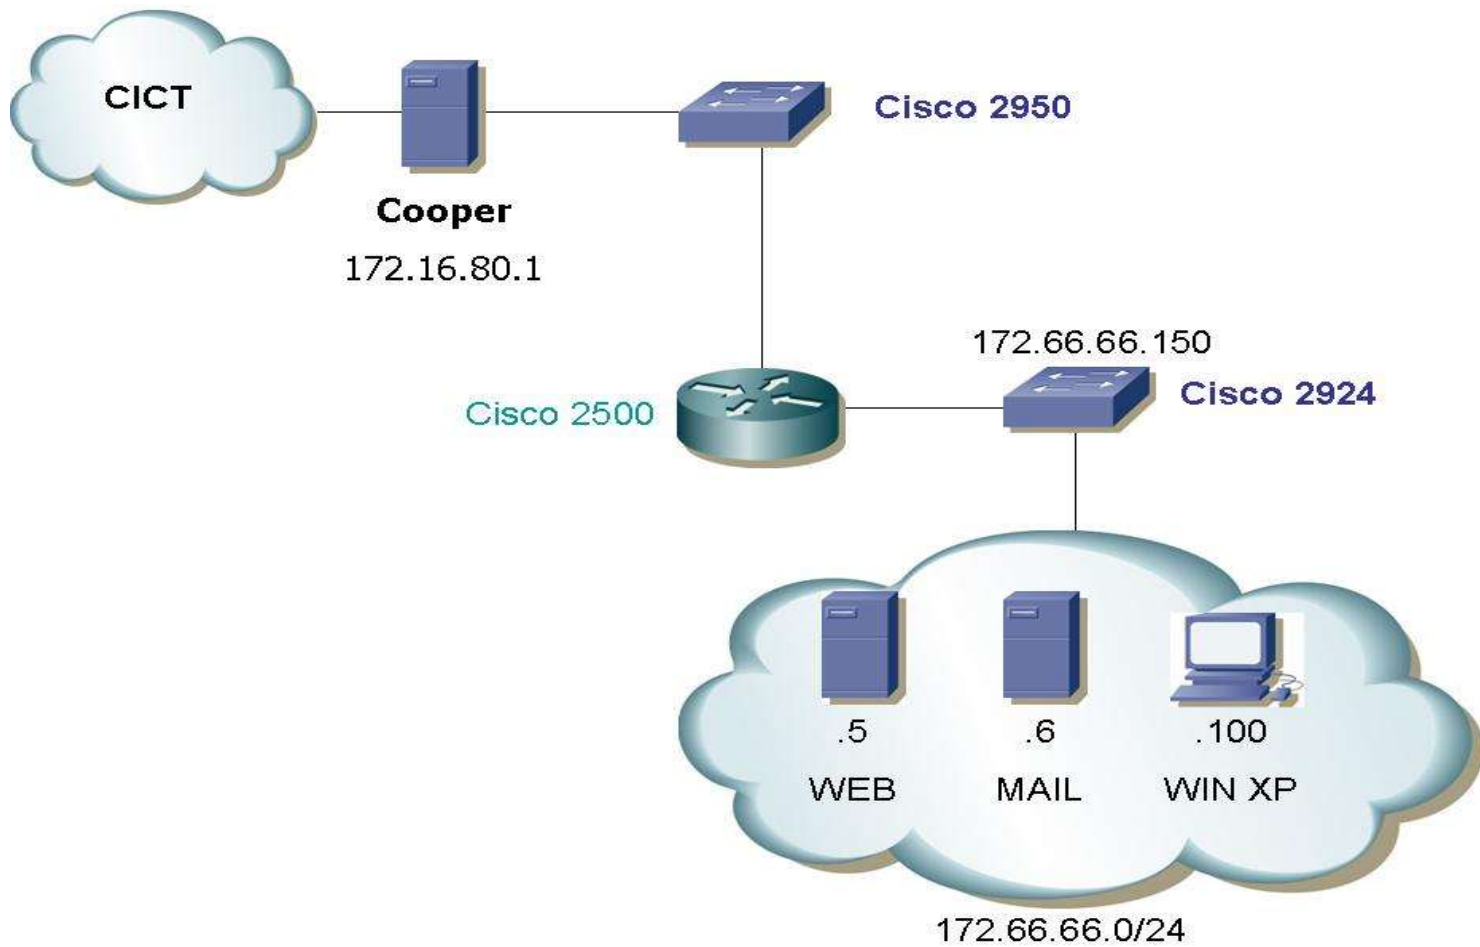 CICT
Cisco 2950
Cooper
172.16.80.1
172.66.66.150
Cisco 2924
Cisco 2500
.5
.6
.100
WEB
MAIL
WIN XP
172.66.66.0/24